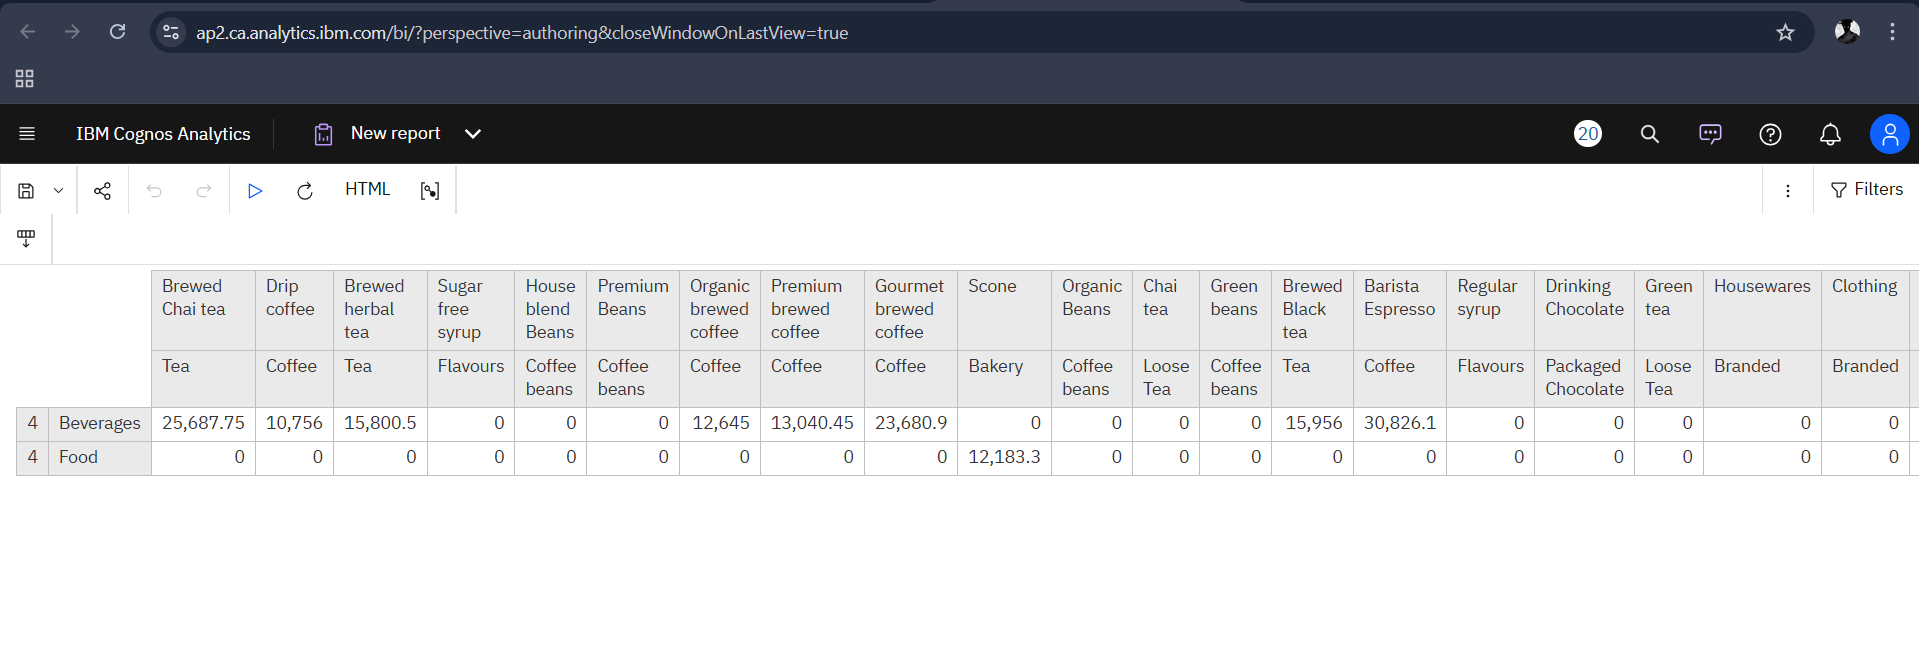 ap2.ca.analytics.ibm.com/bi/?perspective=authoring&closeWindowOnLastView=true
IBM Cognos Analytics
New report
20
HTML
Filters
Brewed Chai tea Drip coffee Brewed herbal tea Sugar free syrup House blend Beans Premium Beans Organic brewed coffee Premium brewed coffee Gourmet brewed coffee Scone Organic Beans Chai tea Green beans Brewed Black tea Barista Espresso Regular syrup Drinking Chocolate Green tea Housewares Clothing
Tea Coffee Tea Flavours Coffee beans Coffee beans Coffee Coffee Coffee Bakery Coffee beans Loose Tea Coffee beans Tea Coffee Flavours Packaged Chocolate Loose Tea Branded Branded
4 Beverages 25,687.75 10,756 15,800.5 0 0 0 12,645 13,040.45 23,680.9 0 0 0 0 15,956 30,826.1 0 0 0 0 0
4 Food 0 0 0 0 0 0 0 0 0 12,183.3 0 0 0 0 0 0 0 0 0 0